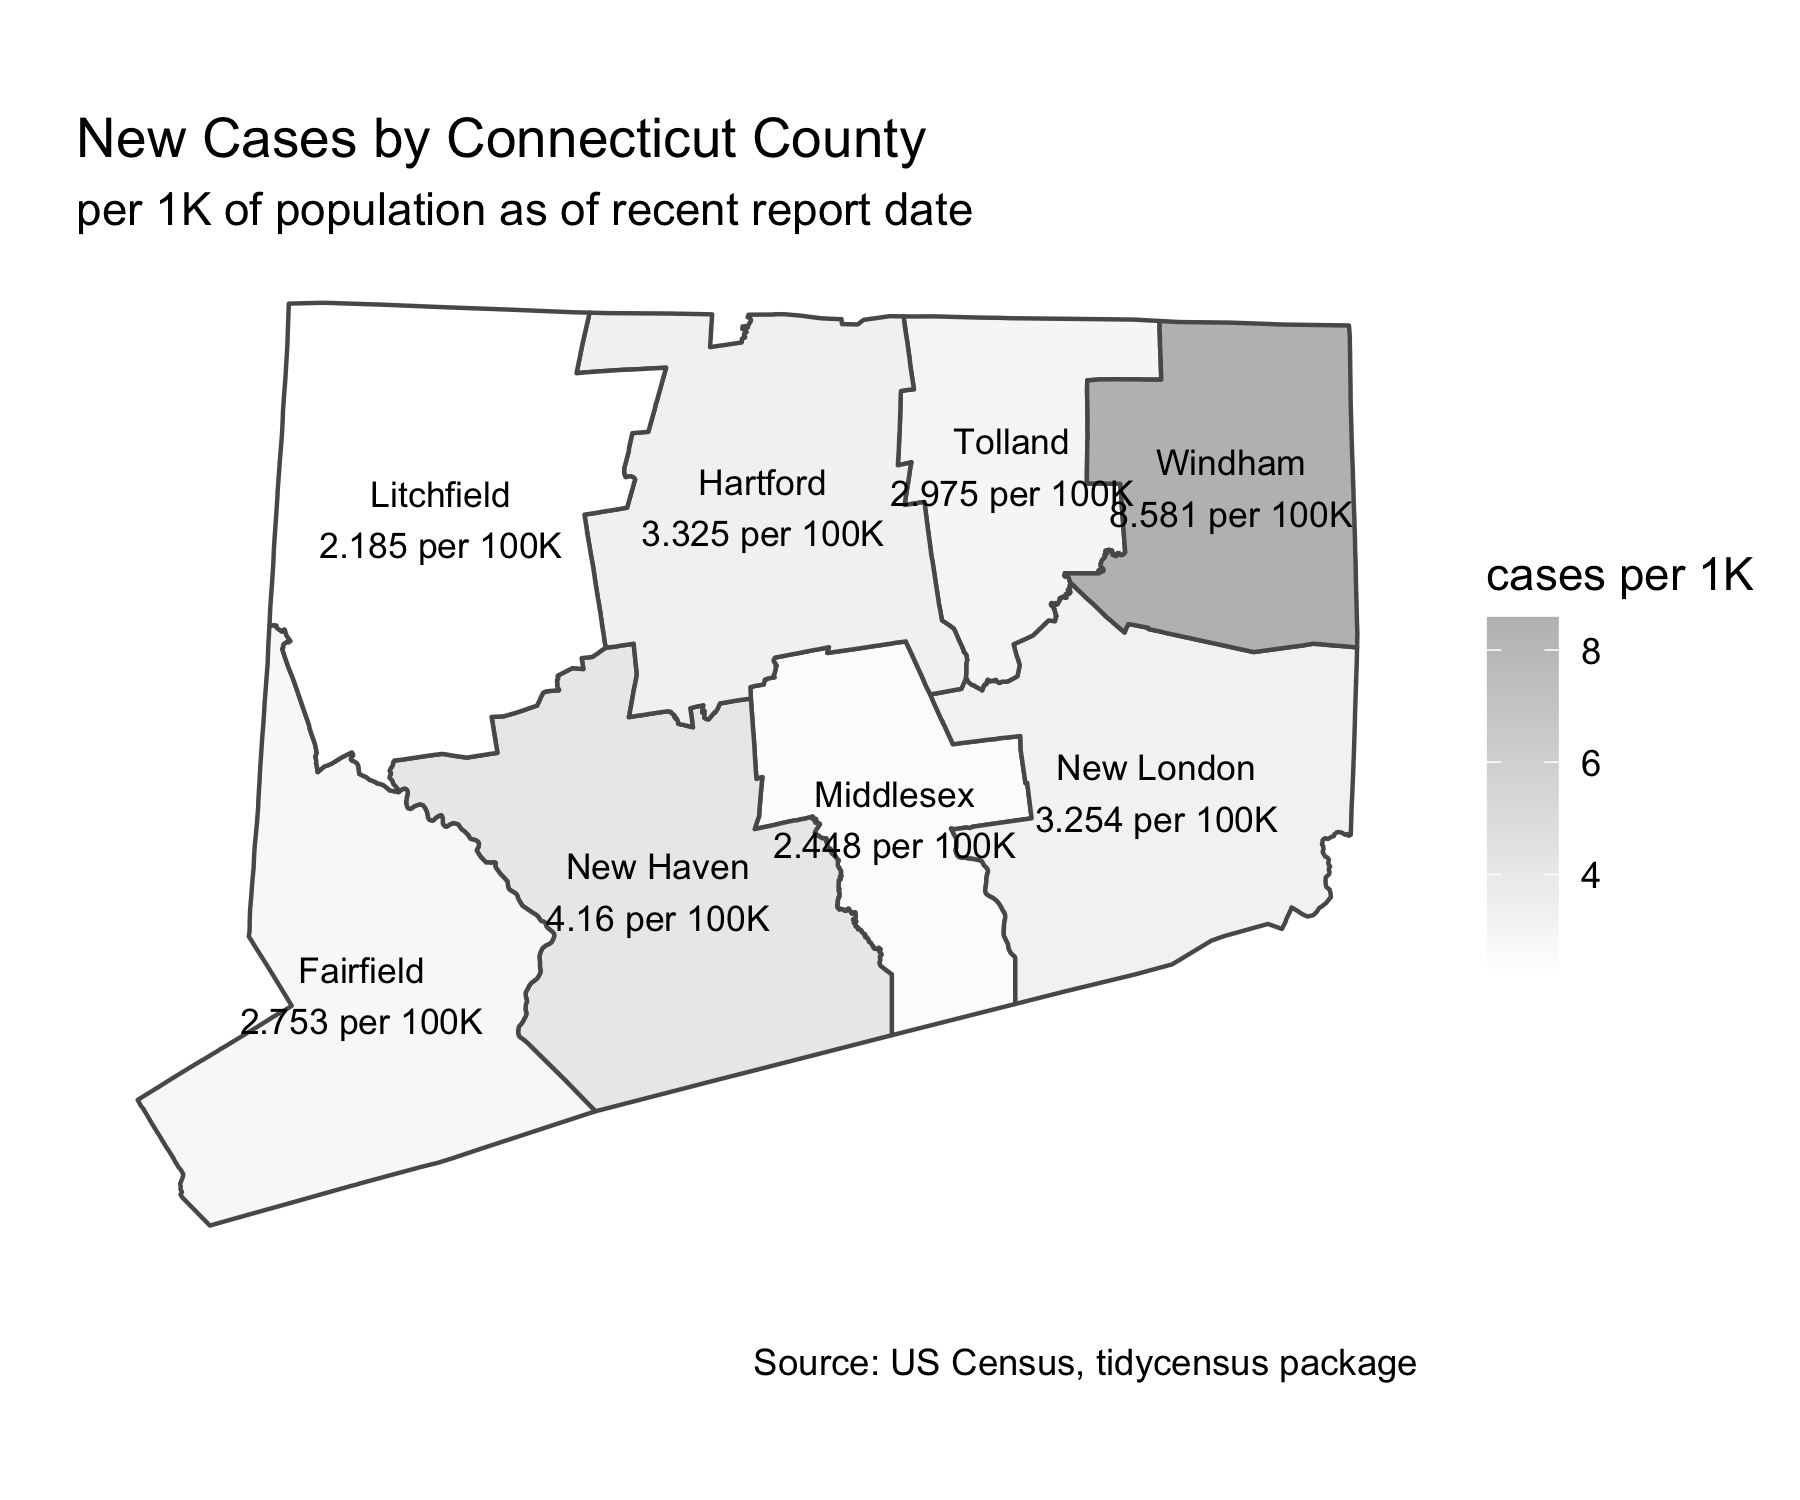 New Cases by Connecticut County
per 1K of population as of recent report date
Litchfield
2.185 per 100K
Hartford
3.325 per 100K
Tolland
2.975 per 100K
Windham
8.581 per 100K
New London
3.254 per 100K
Middlesex
2.448 per 100K
New Haven
4.16 per 100K
Fairfield
2.753 per 100K
cases per 1K
8
6
4
Source: US Census, tidycensus package